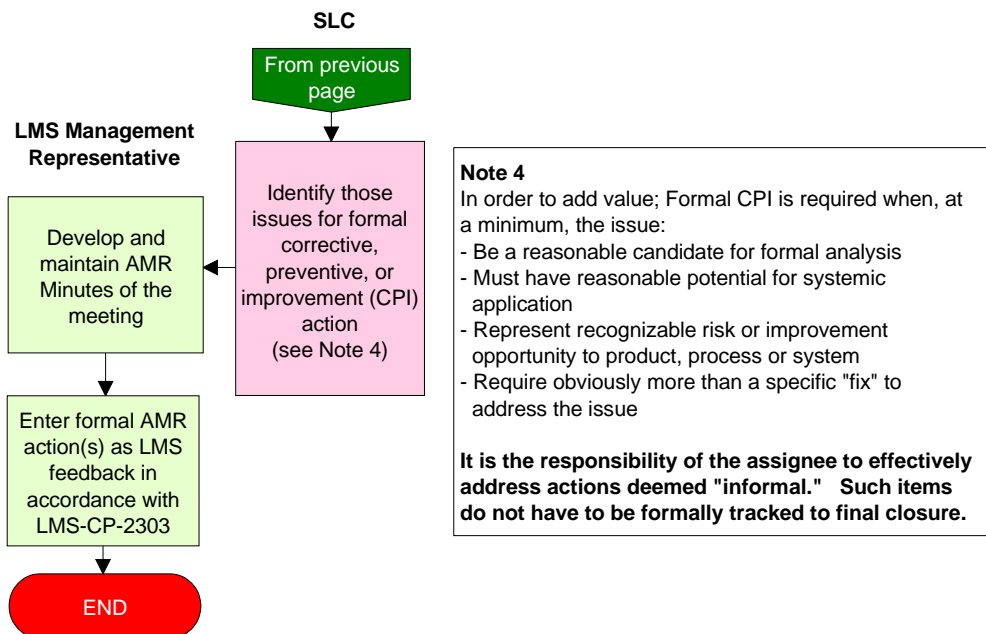 SLC
From previous
page
LMS Management
Representative
Identify those
issues for formal
corrective,
preventive, or
improvement (CPI)
action
(see Note 4)
Develop and
maintain AMR
Minutes of the
meeting
Enter formal AMR
action(s) as LMS
feedback in
accordance with
LMS-CP-2303
END
Note 4
In order to add value; Formal CPI is required when, at
a minimum, the issue:
- Be a reasonable candidate for formal analysis
- Must have reasonable potential for systemic
application
- Represent recognizable risk or improvement
opportunity to product, process or system
- Require obviously more than a specific "fix" to
address the issue
It is the responsibility of the assignee to effectively
address actions deemed "informal." Such items
do not have to be formally tracked to final closure.